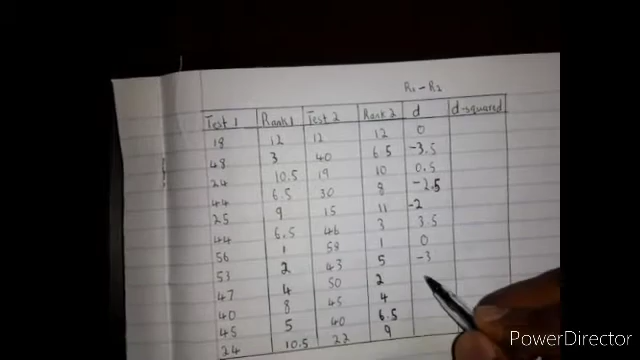 R1 - R2
Test 1 Rank 1 Test 2 Rank 2 d d-squared
18 12 12 12 0
48 3 40 6.5 -3.5
24 10.5 19 10 0.5
44 6.5 30 8 -1.5
25 9 15 11 -2
44 6.5 46 3 3.5
56 1 58 1 0
53 2 43 5 -3
47 4 50 2
40 8 45 4
45 5 40 6.5
24 10.5 22 9
PowerDirector